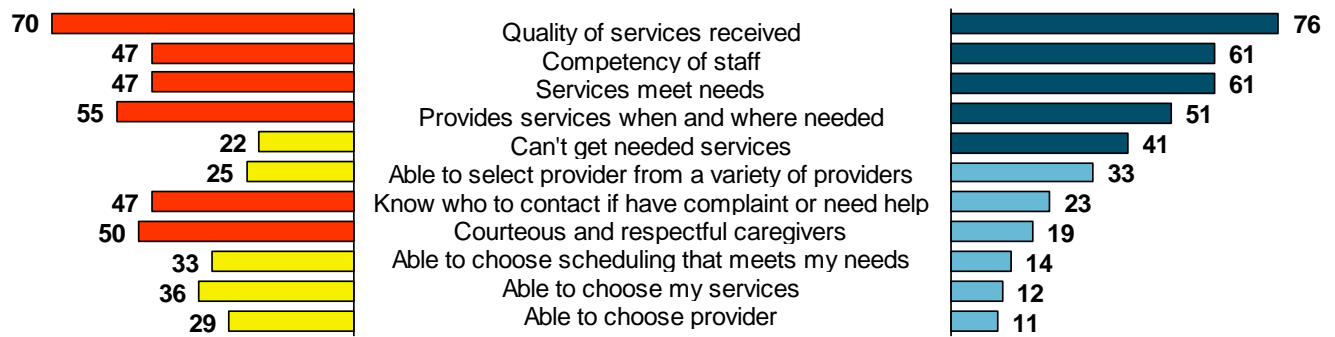 70 Quality of services received 76
47 Competency of staff 61
47 Services meet needs 61
55 Provides services when and where needed 51
22 Can't get needed services 41
25 Able to select provider from a variety of providers 33
47 Know who to contact if have complaint or need help 23
50 Courteous and respectful caregivers 19
33 Able to choose scheduling that meets my needs 14
36 Able to choose my services 12
29 Able to choose provider 11